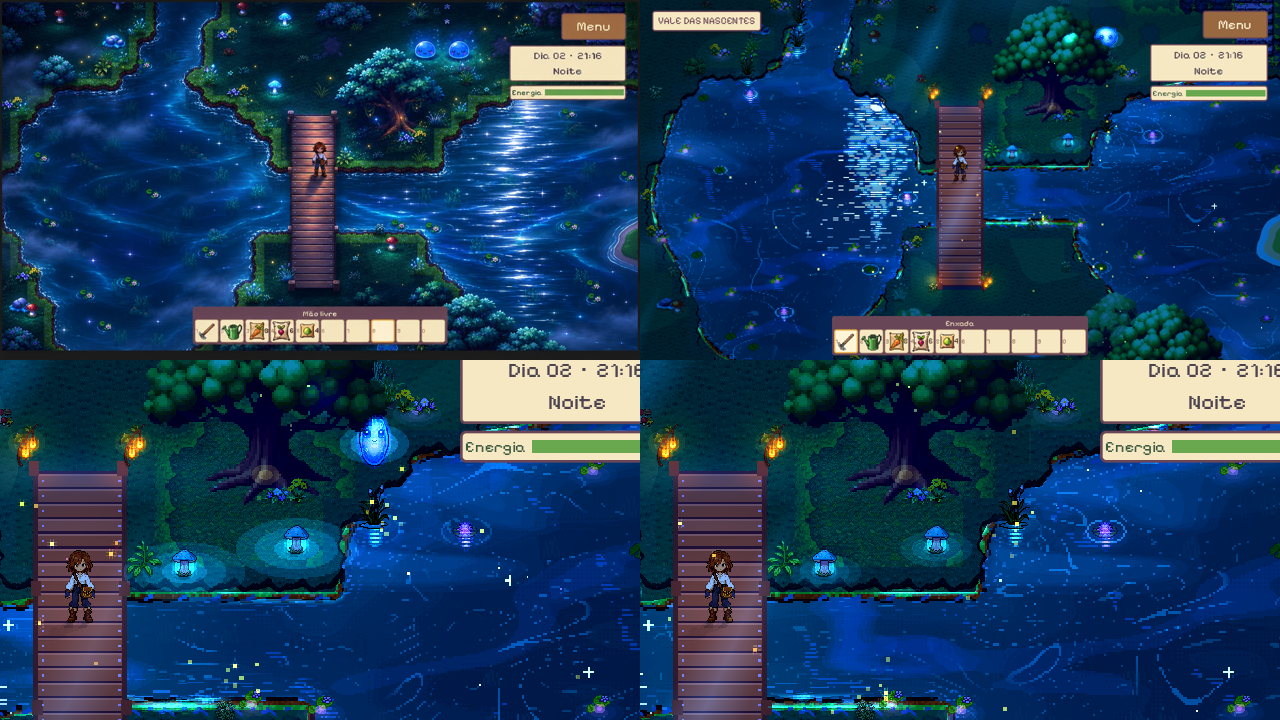 Menu
Dia 02 · 21:16
Noite
Energia
Mão livre
VALE DAS NASCENTES
Menu
Dia 02 · 21:16
Noite
Energia
Enxada
Dia 02 · 21:16
Noite
Energia
Dia 02 · 21:16
Noite
Energia